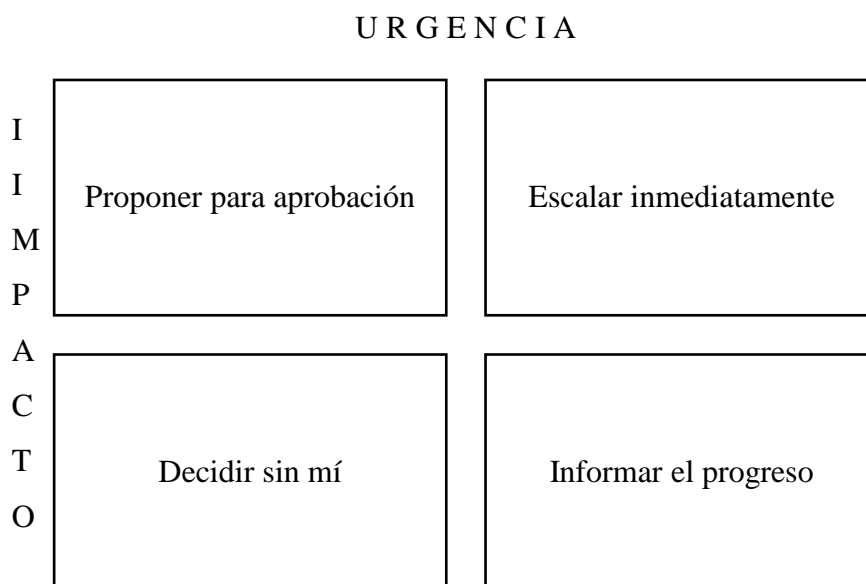 U R G E N C I A
I
I
M
P
A
C
T
O
Proponer para aprobación
Escalar inmediatamente
Decidir sin mí
Informar el progreso